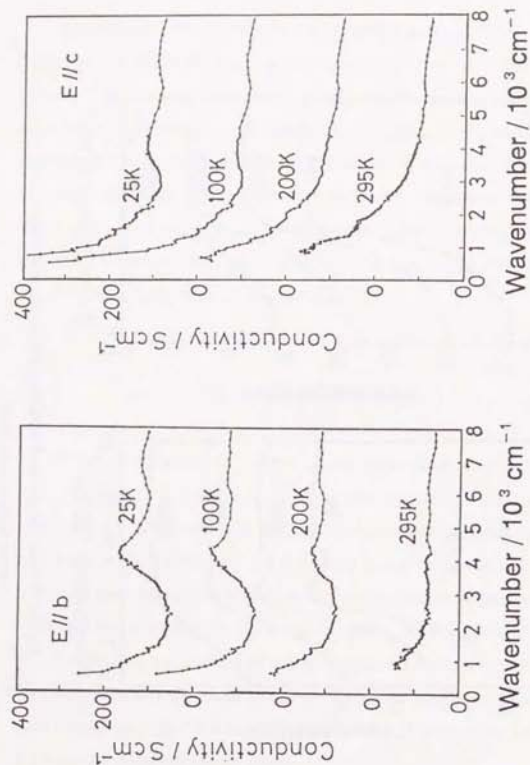 E//b
400
200
0
0
0
0
Conductivity / S cm⁻¹
25K
100K
200K
295K
0 1 2 3 4 5 6 7 8
Wavenumber / 10³ cm⁻¹
E//c
400
200
0
0
0
0
Conductivity / S cm⁻¹
25K
100K
200K
295K
0 1 2 3 4 5 6 7 8
Wavenumber / 10³ cm⁻¹